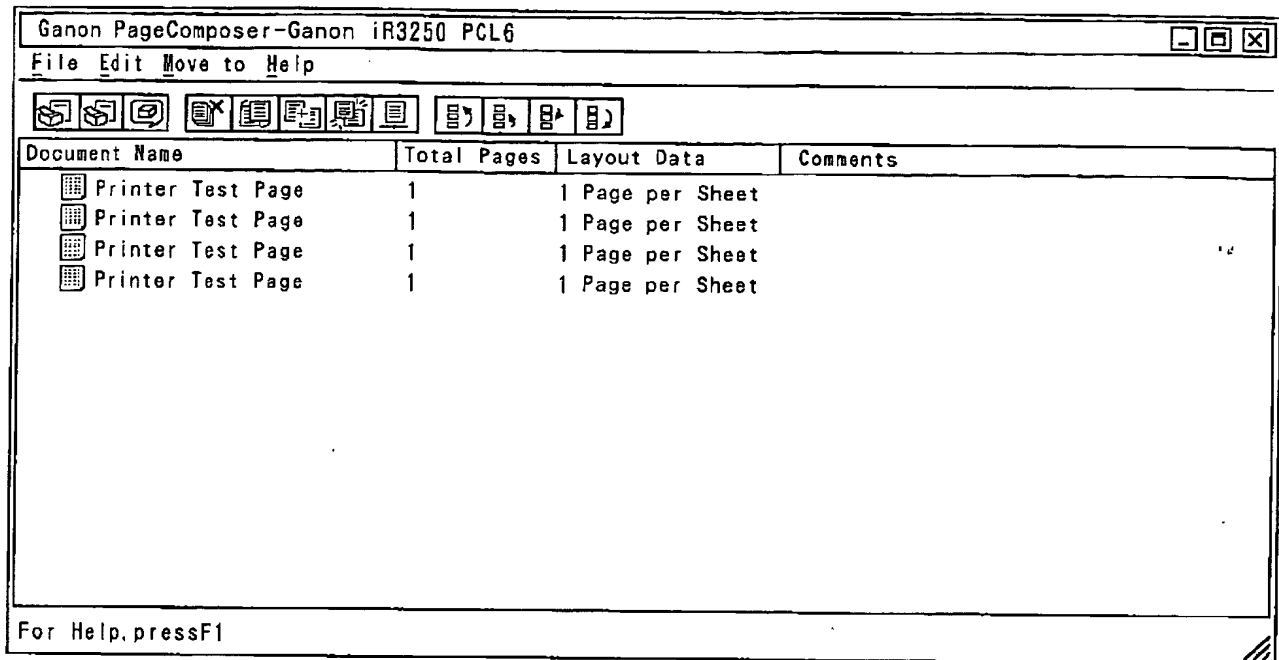 Ganon PageComposer-Ganon iR3250 PCL6
File Edit Move to Help
Document Name Total Pages Layout Data Comments
Printer Test Page 1 1 Page per Sheet
Printer Test Page 1 1 Page per Sheet
Printer Test Page 1 1 Page per Sheet
Printer Test Page 1 1 Page per Sheet
For Help,pressF1